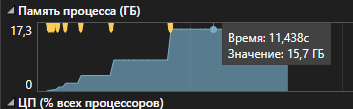 Память процесса (ГБ)
17,3
Время: 11,438с
Значение: 15,7 ГБ
0
ЦП (% всех процессоров)